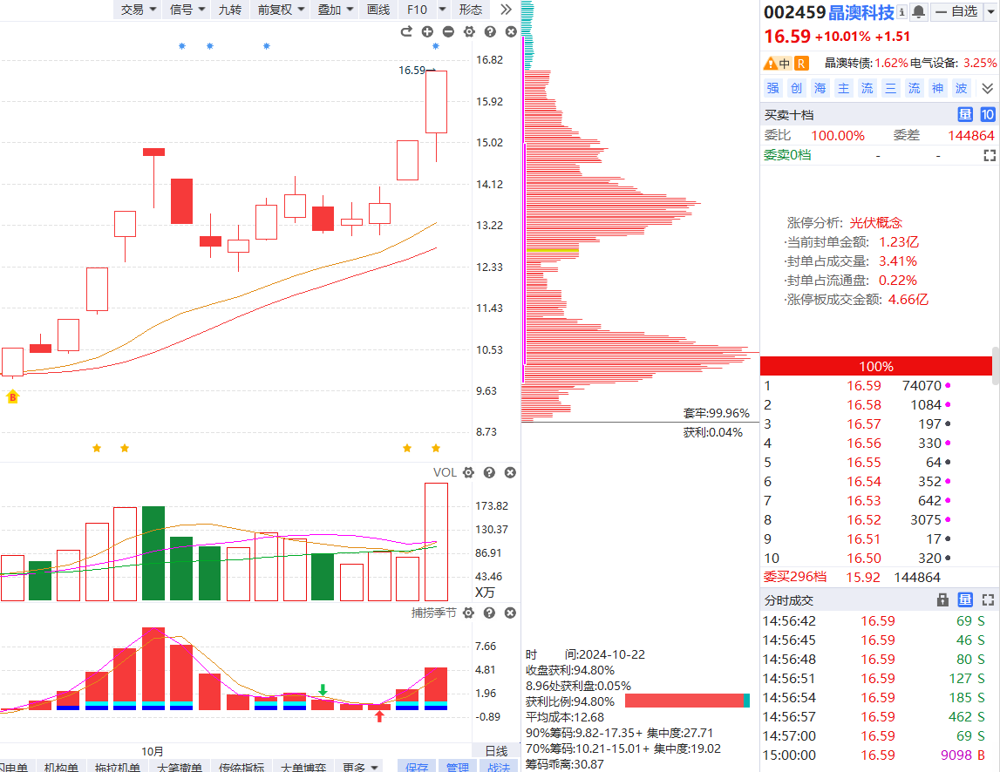 交易 信号 九转 前复权 叠加 画线 F10 形态
002459 晶澳科技 自选
16.59 +10.01% +1.51
中 R 晶澳转债:1.62% 电气设备: 3.25%
强 创 海 主 流 三 流 神 波
买卖十档 量 10
委比 100.00% 委差 144864
委卖0档 - -
涨停分析: 光伏概念
·当前封单金额: 1.23亿
·封单占成交量: 3.41%
·封单占流通盘: 0.22%
·涨停板成交金额: 4.66亿
100%
1 16.59 74070
2 16.58 1084
3 16.57 197
4 16.56 330
5 16.55 64
6 16.54 352
7 16.53 642
8 16.52 3075
9 16.51 17
10 16.50 320
委买296档 15.92 144864
分时成交 量
14:56:42 16.59 69 S
14:56:45 16.59 46 S
14:56:48 16.59 80 S
14:56:51 16.59 127 S
14:56:54 16.59 185 S
14:56:57 16.59 462 S
14:57:00 16.59 69 S
15:00:00 16.59 9098 B
16.59
16.82
15.92
15.02
14.12
13.22
12.33
11.43
10.53
9.63
8.73
B
VOL
173.82
130.37
86.91
43.46
X万
捕捞季节
7.66
4.81
1.96
-0.89
10月 日线
机构单 拖拉机单 大笔撤单 传统指标 大单博弈 更多 保存 管理 战法
套牢:99.96%
获利:0.04%
时 间:2024-10-22
收盘获利:94.80%
8.96处获利盘:0.05%
获利比例:94.80%
平均成本:12.68
90%筹码:9.82-17.35+ 集中度:27.71
70%筹码:10.21-15.01+ 集中度:19.02
筹码乖离:30.87